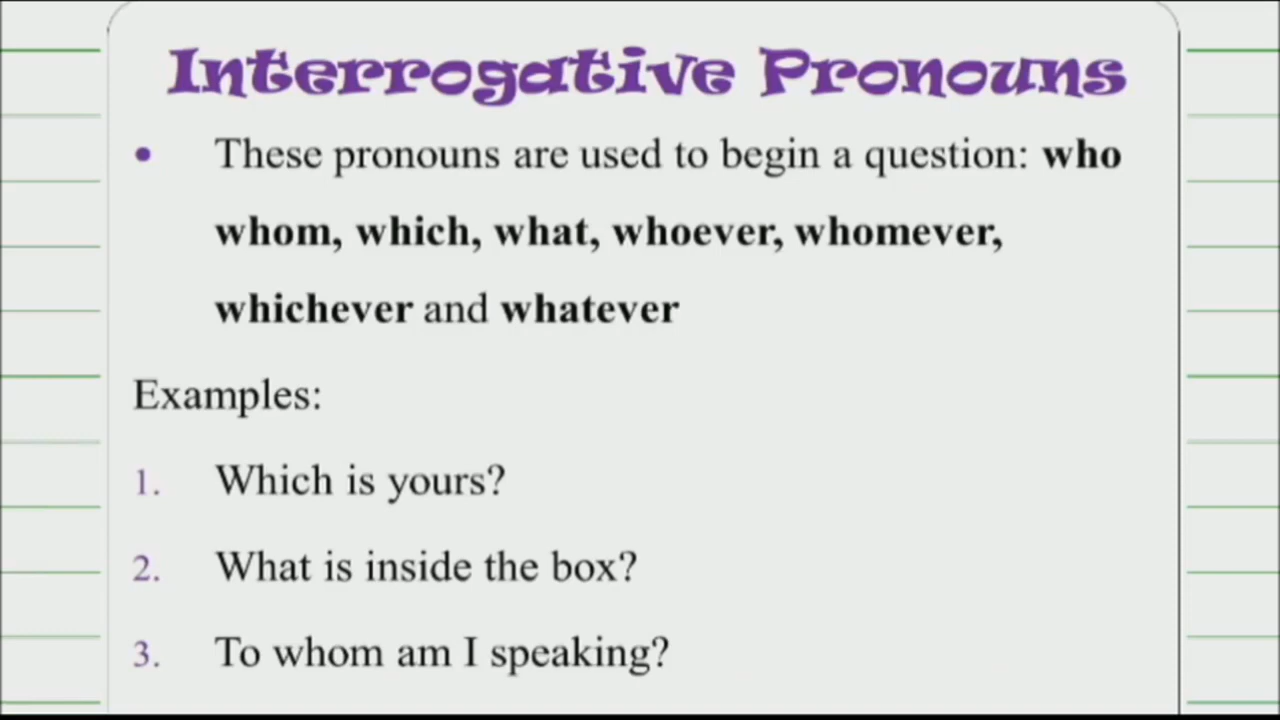 Interrogative Pronouns
• These pronouns are used to begin a question: who
whom, which, what, whoever, whomever,
whichever and whatever
Examples:
1. Which is yours?
2. What is inside the box?
3. To whom am I speaking?